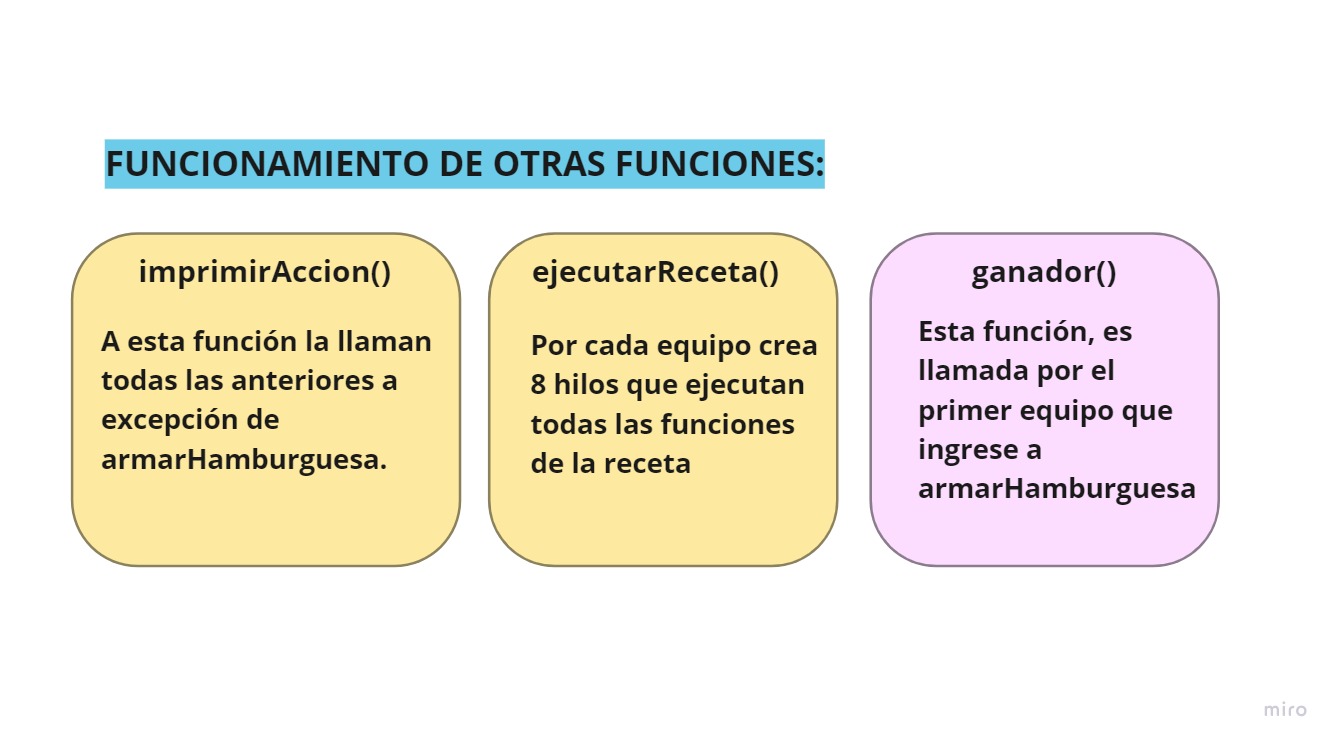 FUNCIONAMIENTO DE OTRAS FUNCIONES:
imprimirAccion()
A esta función la llaman
todas las anteriores a
excepción de
armarHamburguesa.
ejecutarReceta()
Por cada equipo crea
8 hilos que ejecutan
todas las funciones
de la receta
ganador()
Esta función, es
llamada por el
primer equipo que
ingrese a
armarHamburguesa
miro